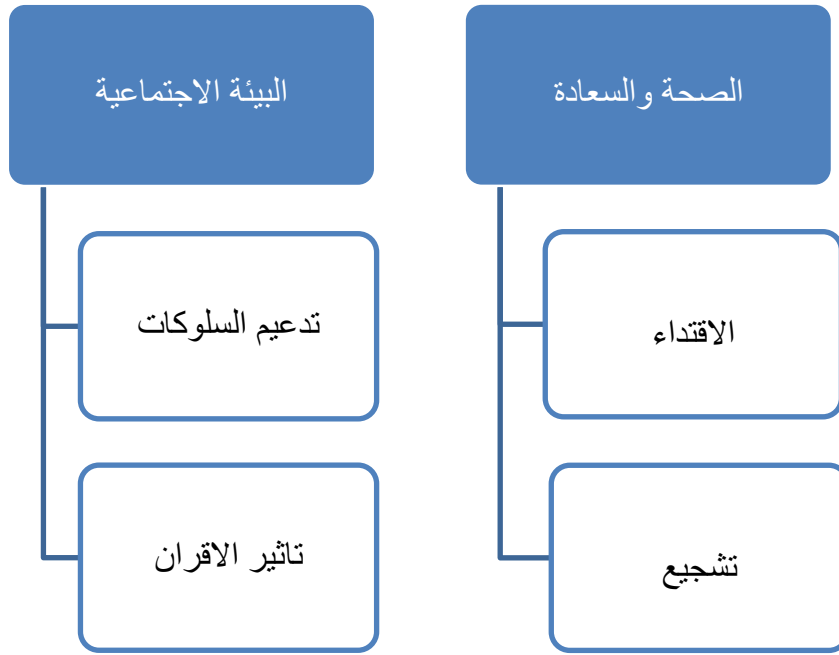 الصحة والسعادة
الاقتداء
تشجيع
البيئة الاجتماعية
تدعيم السلوكات
تاثير الاقران